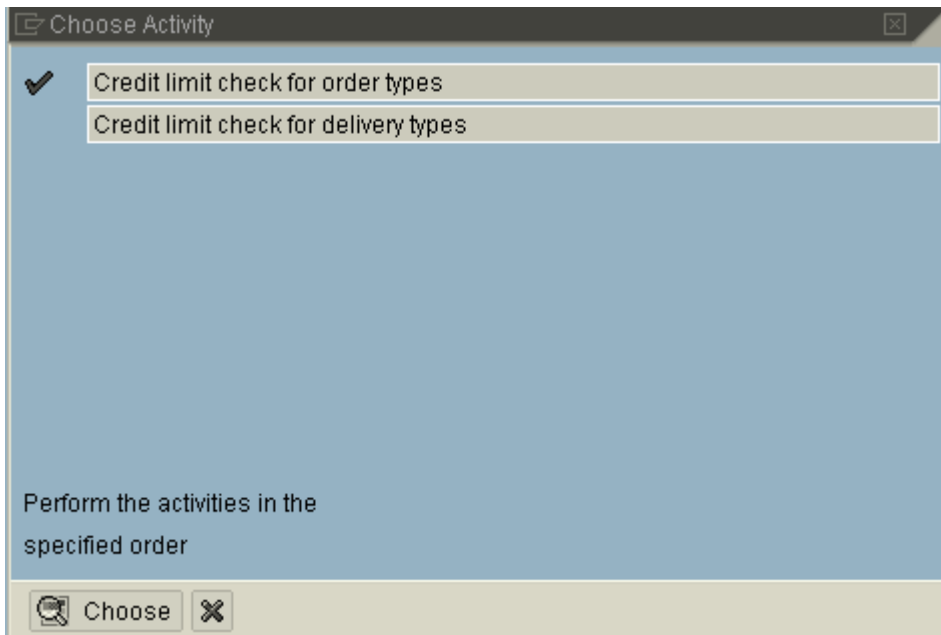 Choose Activity
Credit limit check for order types
Credit limit check for delivery types
Perform the activities in the
specified order
Choose